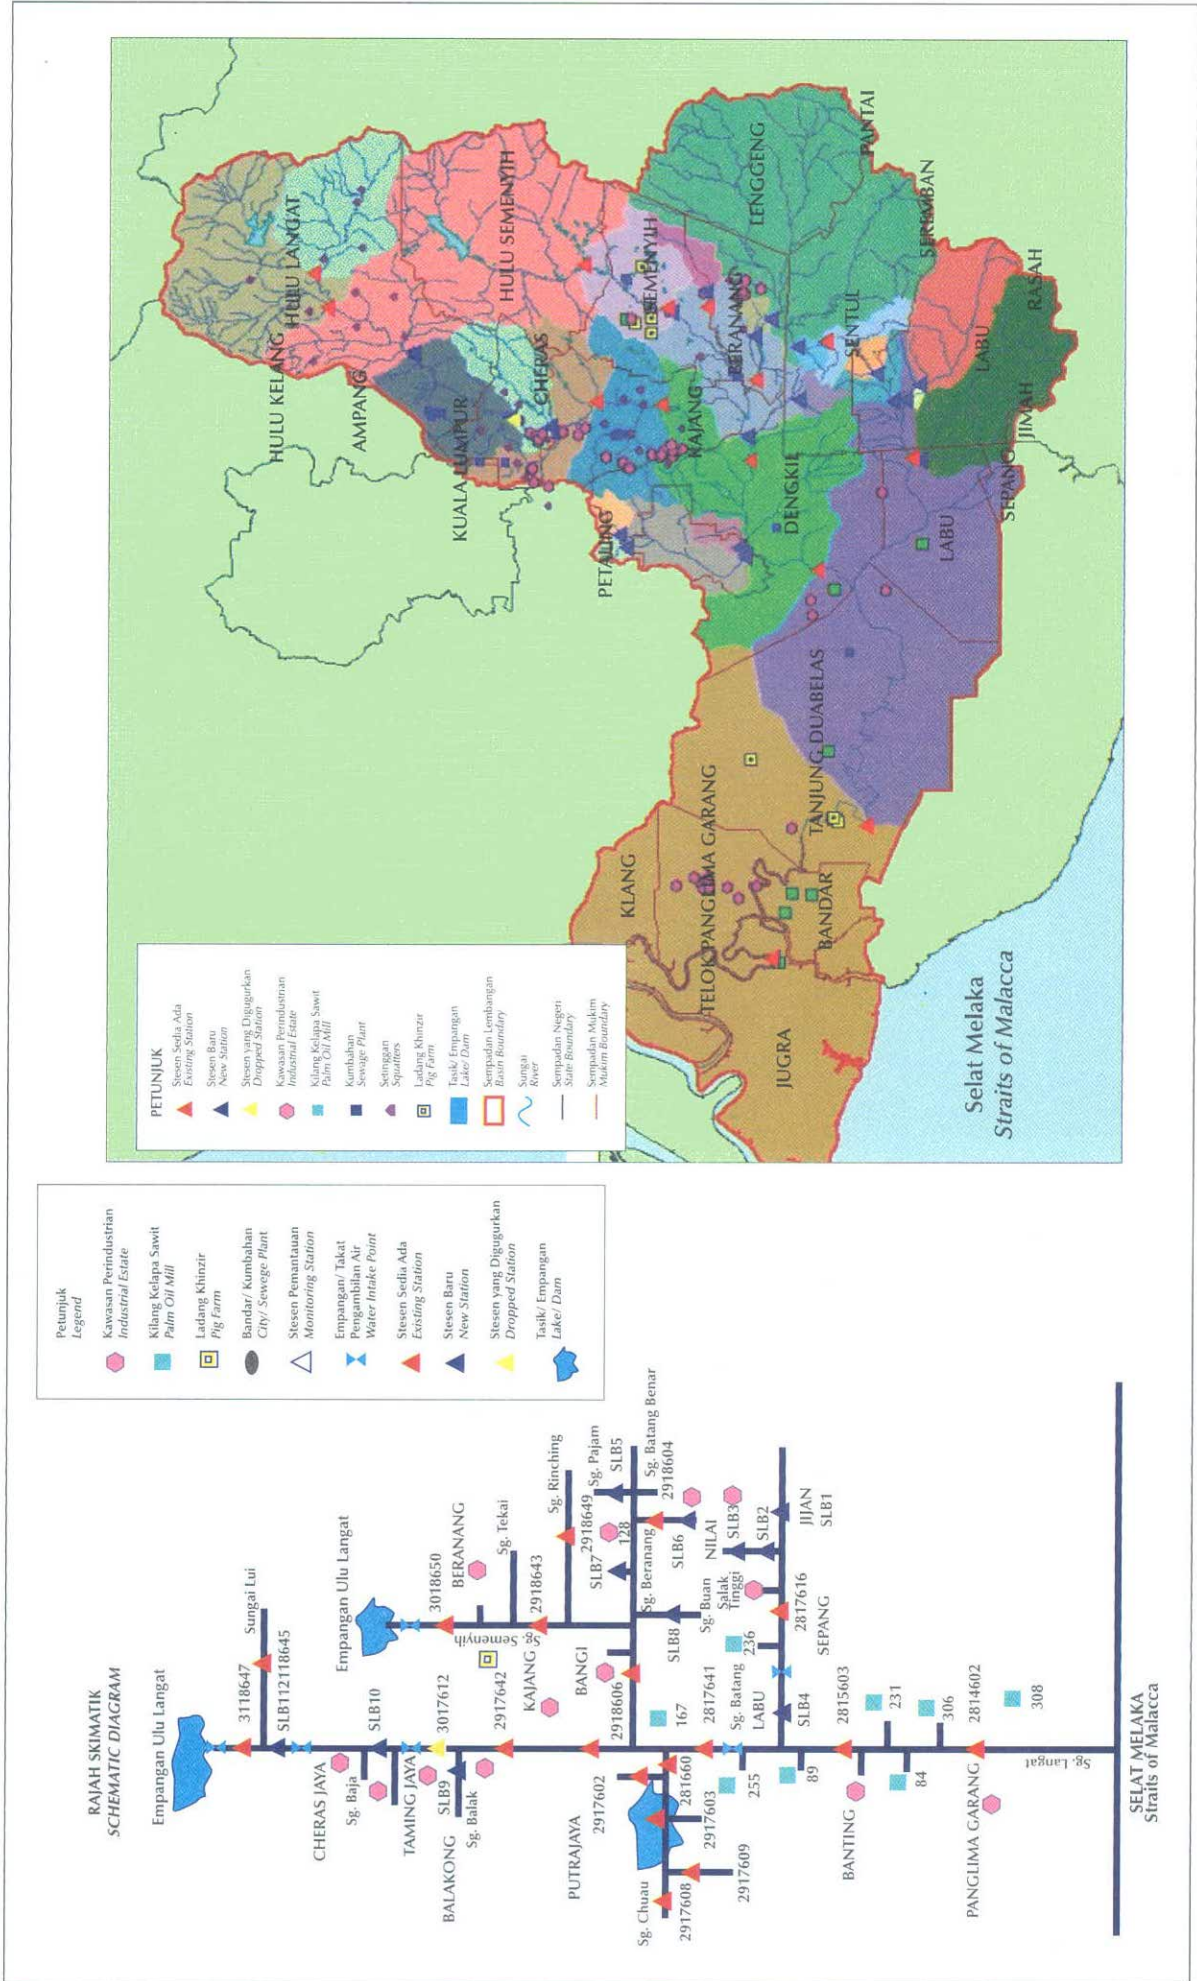 RAJAH SKIMATIK
SCHEMATIC DIAGRAM
Empangan Ulu Langat
3118647
Sungai Lui
SLB112118645
CHERAS JAYA
SLB10
Sg. Baja
TAMING JAYA
3017612
SLB9
BALAKONG
Sg. Balak
2917642
KAJANG
Empangan Ulu Langat
3018650
BERANANG
Sg. Semenyih
Sg. Tekai
2918643
Sg. Rinching
2918649
BANGI
PUTRAJAYA
2917602
2918606
SLB7
128
Sg. Pajam
SLB5
Sg. Batang Benar
2918604
Sg. Beranang
SLB6
SLB8
Sg. Buan
NILAI
SLB3
SLB2
Salak
Tinggi
JIJAN
SLB1
Sg. Chuau
2917608
2917609
2917603
281660
167
2817641
Sg. Batang
LABU
236
2817616
SEPANG
SLB4
255
89
2815603
BANTING
231
84
306
PANGLIMA GARANG
2814602
308
Sg. Langat
SELAT MELAKA
Straits of Malacca
Petunjuk
Legend
Kawasan Perindustrian
Industrial Estate
Kilang Kelapa Sawit
Palm Oil Mill
Ladang Khinzir
Pig Farm
Bandar/ Kumbahan
City/ Sewege Plant
Stesen Pemantauan
Monitoring Station
Empangan/ Takat
Pengambilan Air
Water Intake Point
Stesen Sedia Ada
Existing Station
Stesen Baru
New Station
Stesen yang Digugurkan
Dropped Station
Tasik/ Empangan
Lake/ Dam
PETUNJUK
Stesen Sedia Ada
Existing Station
Stesen Baru
New Station
Stesen yang Digugurkan
Dropped Station
Kawasan Perindustrian
Industrial Estate
Kilang Kelapa Sawit
Palm Oil Mill
Kumbahan
Sewage Plant
Setinggan
Squatters
Ladang Khinzir
Pig Farm
Tasik/ Empangan
Lake/ Dam
Sempadan Lembangan
Basin Boundary
Sungai
River
Sempadan Negeri
State Boundary
Sempadan Mukim
Mukim Boundary
HULU KELANG
HULU LANGAT
AMPANG
KUALA LUMPUR
HULU SEMENYIH
CHERAS
PETALING
SEMENYIH
KAJANG
BERANANG
LENGGENG
PANTAI
SEREMBAN
SENTUL
DENGKIL
LABU
RASAH
JIMAH
SEPANG
LABU
TANJUNG DUABELAS
KLANG
TELOK PANGLIMA GARANG
BANDAR
JUGRA
Selat Melaka
Straits of Malacca